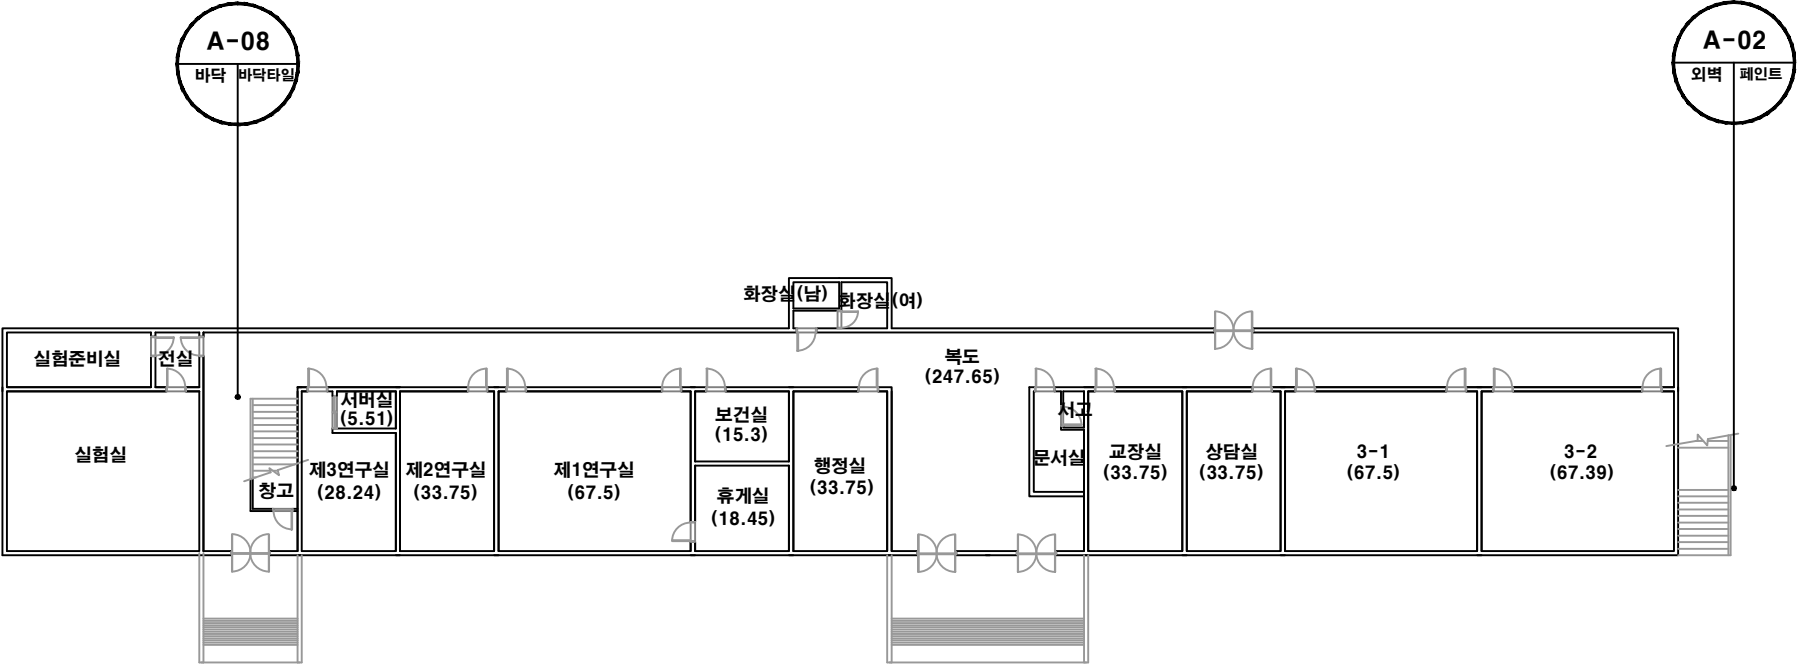 A-08
바닥 바닥타일
A-02
외벽 페인트
화장실(남)
화장실(여)
실험준비실
전실
복도
(247.65)
실험실
창고
서버실
(5.51)
제3연구실
(28.24)
제2연구실
(33.75)
제1연구실
(67.5)
보건실
(15.3)
휴게실
(18.45)
행정실
(33.75)
서고
문서실
교장실
(33.75)
상담실
(33.75)
3-1
(67.5)
3-2
(67.39)